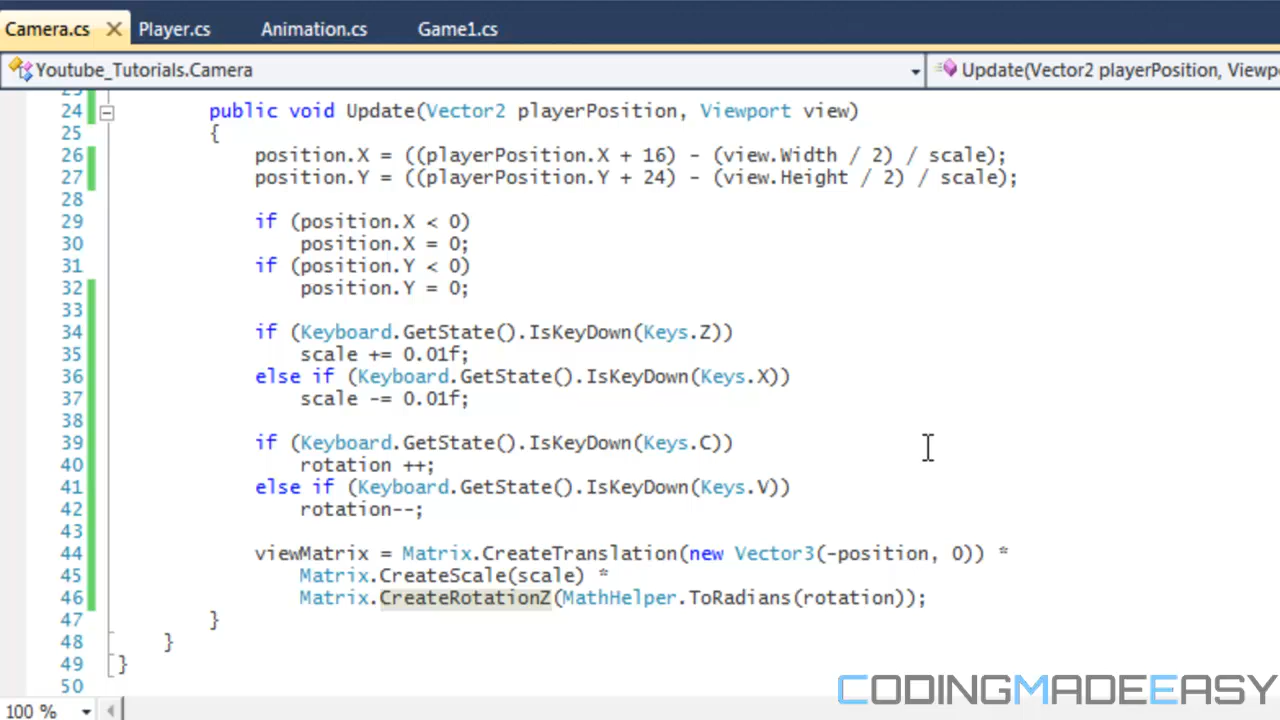 Camera.cs Player.cs Animation.cs Game1.cs
Youtube_Tutorials.Camera Update(Vector2 playerPosition, Viewp
24 public void Update(Vector2 playerPosition, Viewport view)
25 {
26 position.X = ((playerPosition.X + 16) - (view.Width / 2) / scale);
27 position.Y = ((playerPosition.Y + 24) - (view.Height / 2) / scale);
28
29 if (position.X < 0)
30 position.X = 0;
31 if (position.Y < 0)
32 position.Y = 0;
33
34 if (Keyboard.GetState().IsKeyDown(Keys.Z))
35 scale += 0.01f;
36 else if (Keyboard.GetState().IsKeyDown(Keys.X))
37 scale -= 0.01f;
38
39 if (Keyboard.GetState().IsKeyDown(Keys.C))
40 rotation ++;
41 else if (Keyboard.GetState().IsKeyDown(Keys.V))
42 rotation--;
43
44 viewMatrix = Matrix.CreateTranslation(new Vector3(-position, 0)) *
45 Matrix.CreateScale(scale) *
46 Matrix.CreateRotationZ(MathHelper.ToRadians(rotation));
47 }
48 }
49 }
50
CODINGMADEEASY
100 %